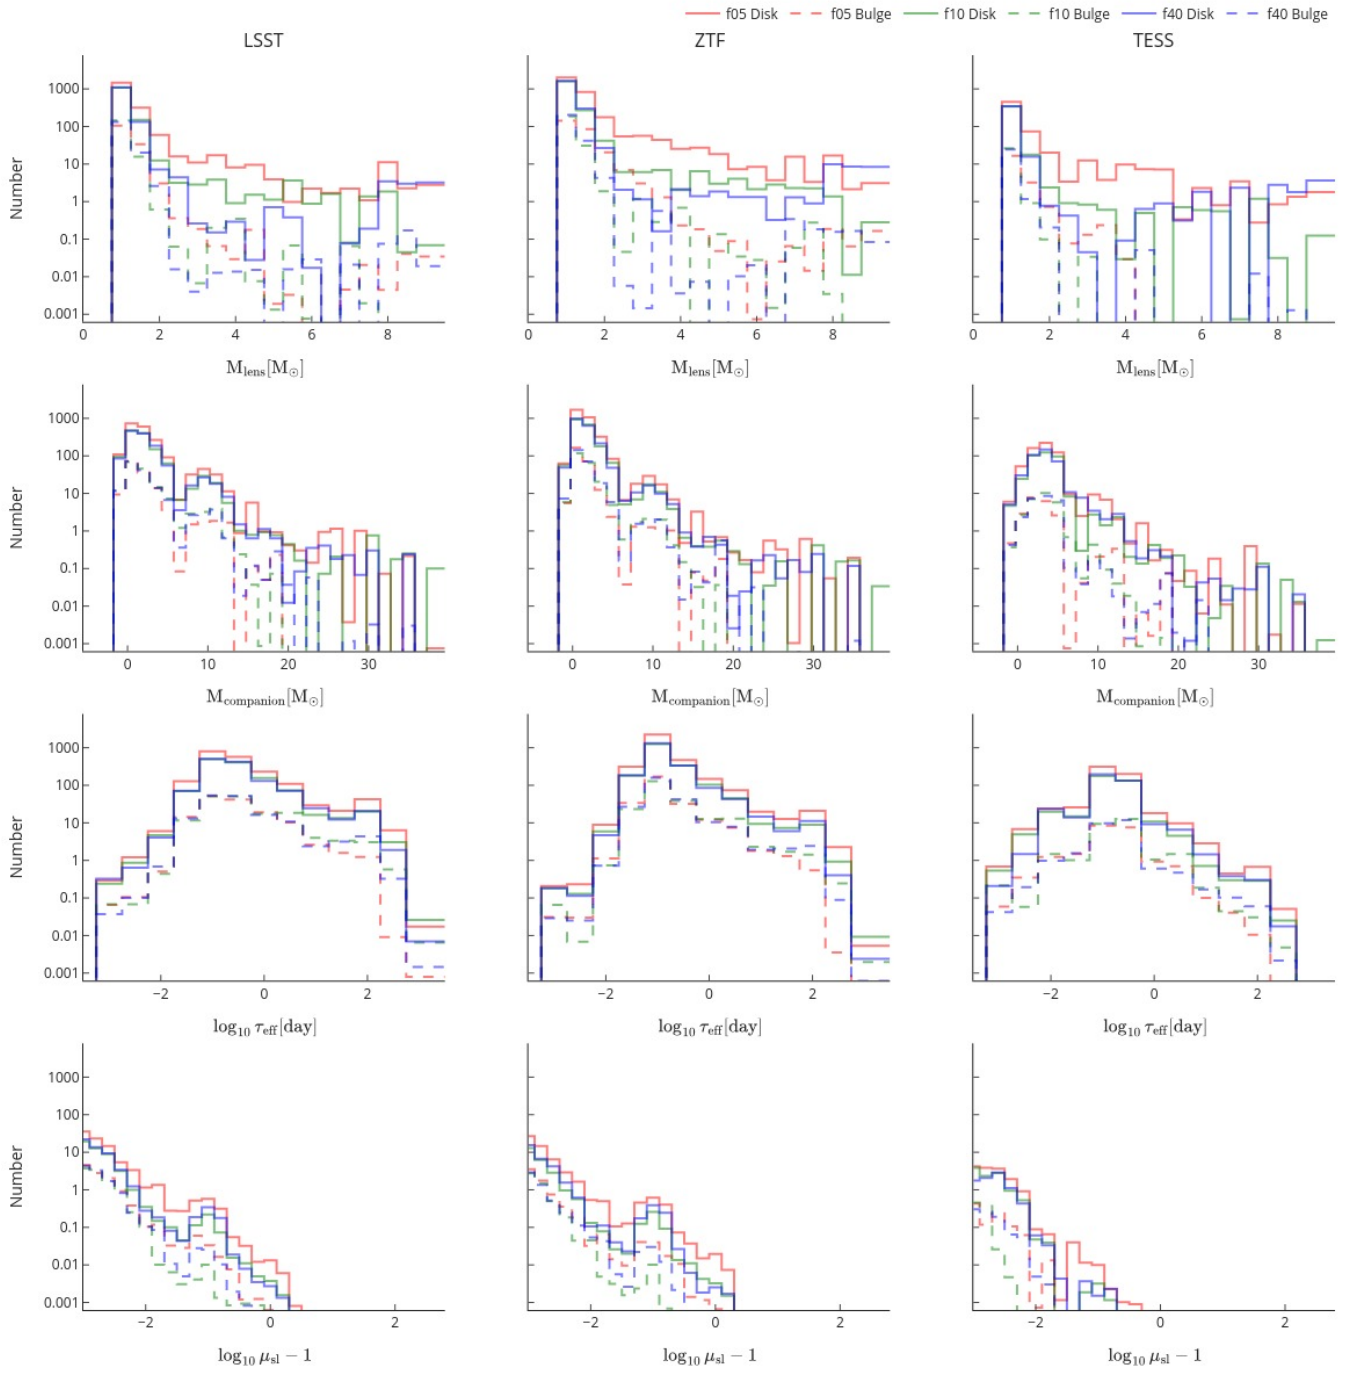 f05 Disk f05 Bulge f10 Disk f10 Bulge f40 Disk f40 Bulge
LSST ZTF TESS
Number
1000
100
10
1
0.1
0.01
0.001
0 2 4 6 8 0 2 4 6 8 0 2 4 6 8
M_lens[M_⊙] M_lens[M_⊙] M_lens[M_⊙]
Number
1000
100
10
1
0.1
0.01
0.001
0 10 20 30 0 10 20 30 0 10 20 30
M_companion[M_⊙] M_companion[M_⊙] M_companion[M_⊙]
Number
1000
100
10
1
0.1
0.01
0.001
−2 0 2 −2 0 2 −2 0 2
log₁₀ τ_eff[day] log₁₀ τ_eff[day] log₁₀ τ_eff[day]
Number
1000
100
10
1
0.1
0.01
0.001
−2 0 2 −2 0 2 −2 0 2
log₁₀ μ_sl − 1 log₁₀ μ_sl − 1 log₁₀ μ_sl − 1